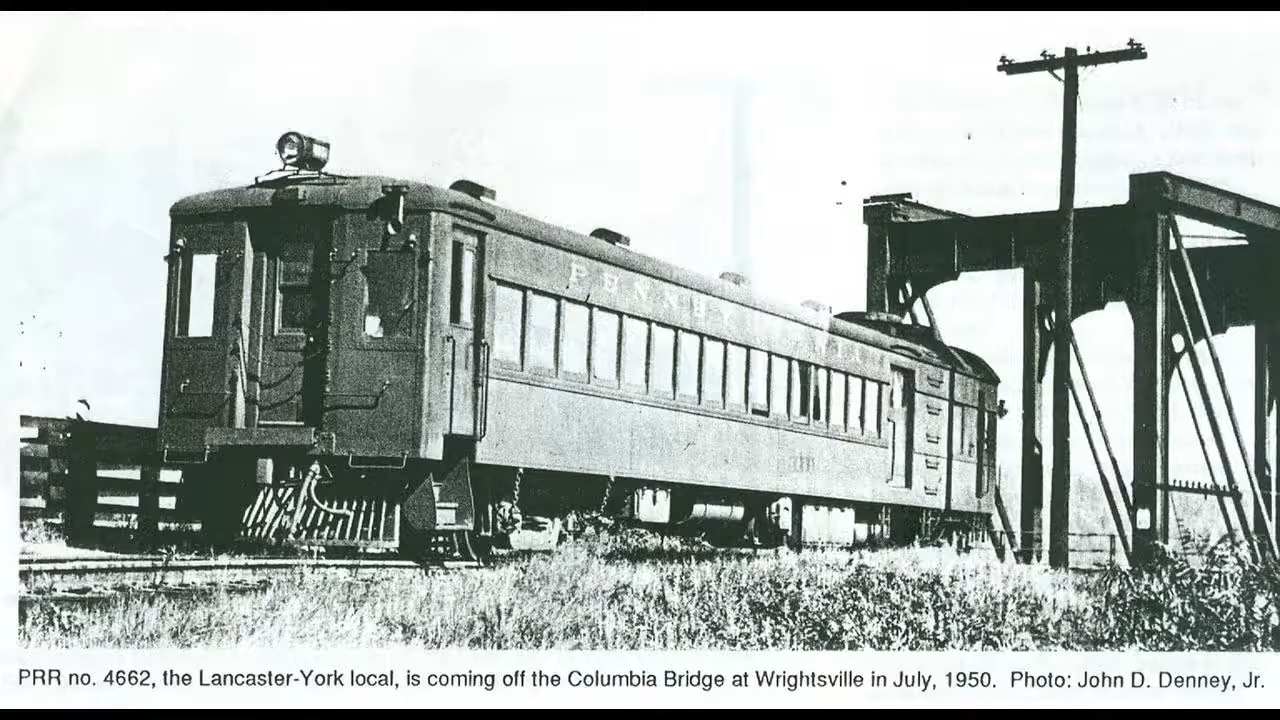 PENNSYLVANIA
PRR no. 4662, the Lancaster-York local, is coming off the Columbia Bridge at Wrightsville in July, 1950. Photo: John D. Denney, Jr.